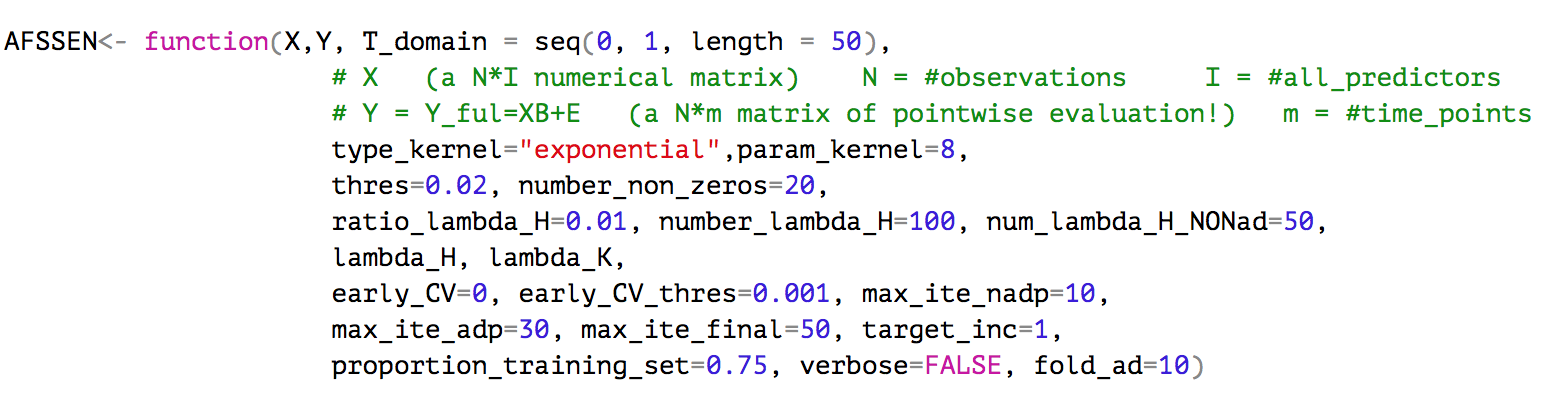 AFSSEN<- function(X,Y, T_domain = seq(0, 1, length = 50),
# X (a N*I numerical matrix) N = #observations I = #all_predictors
# Y = Y_ful=XB+E (a N*m matrix of pointwise evaluation!) m = #time_points
type_kernel="exponential",param_kernel=8,
thres=0.02, number_non_zeros=20,
ratio_lambda_H=0.01, number_lambda_H=100, num_lambda_H_NONad=50,
lambda_H, lambda_K,
early_CV=0, early_CV_thres=0.001, max_ite_nadp=10,
max_ite_adp=30, max_ite_final=50, target_inc=1,
proportion_training_set=0.75, verbose=FALSE, fold_ad=10)